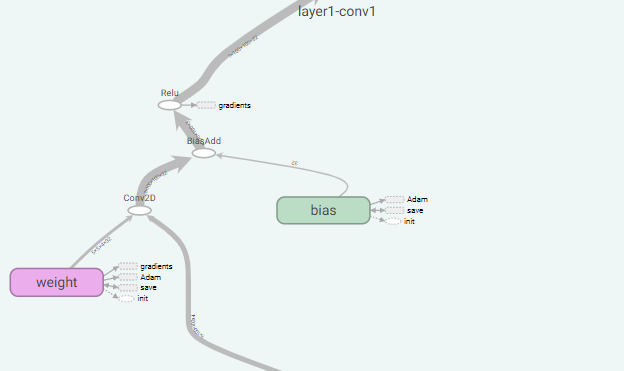 layer1-conv1
Relu
gradients
BiasAdd
Conv2D
bias
Adam
save
init
weight
gradients
Adam
save
init